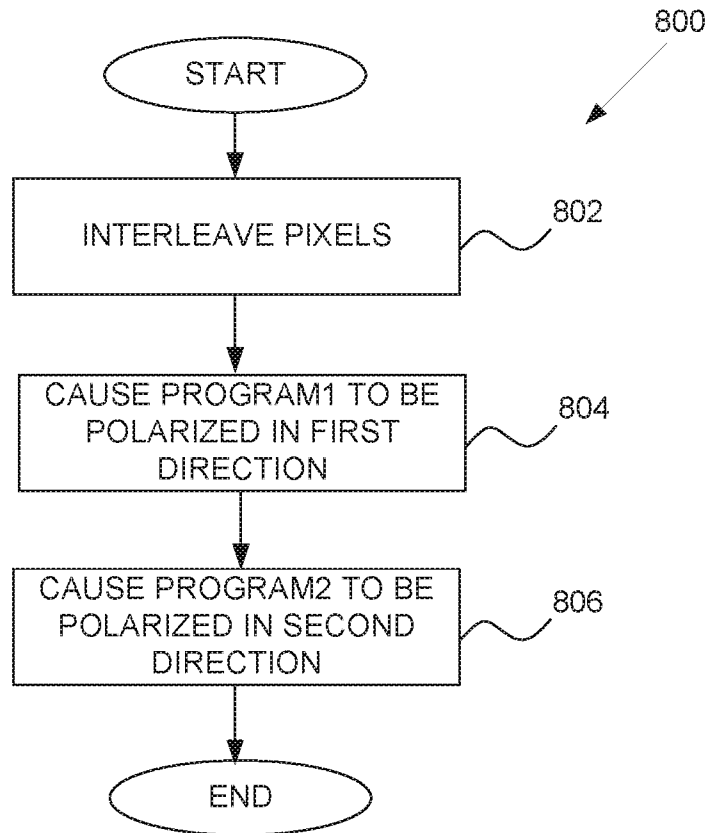 800
START
INTERLEAVE PIXELS
802
CAUSE PROGRAM1 TO BE
POLARIZED IN FIRST
DIRECTION
804
CAUSE PROGRAM2 TO BE
POLARIZED IN SECOND
DIRECTION
806
END